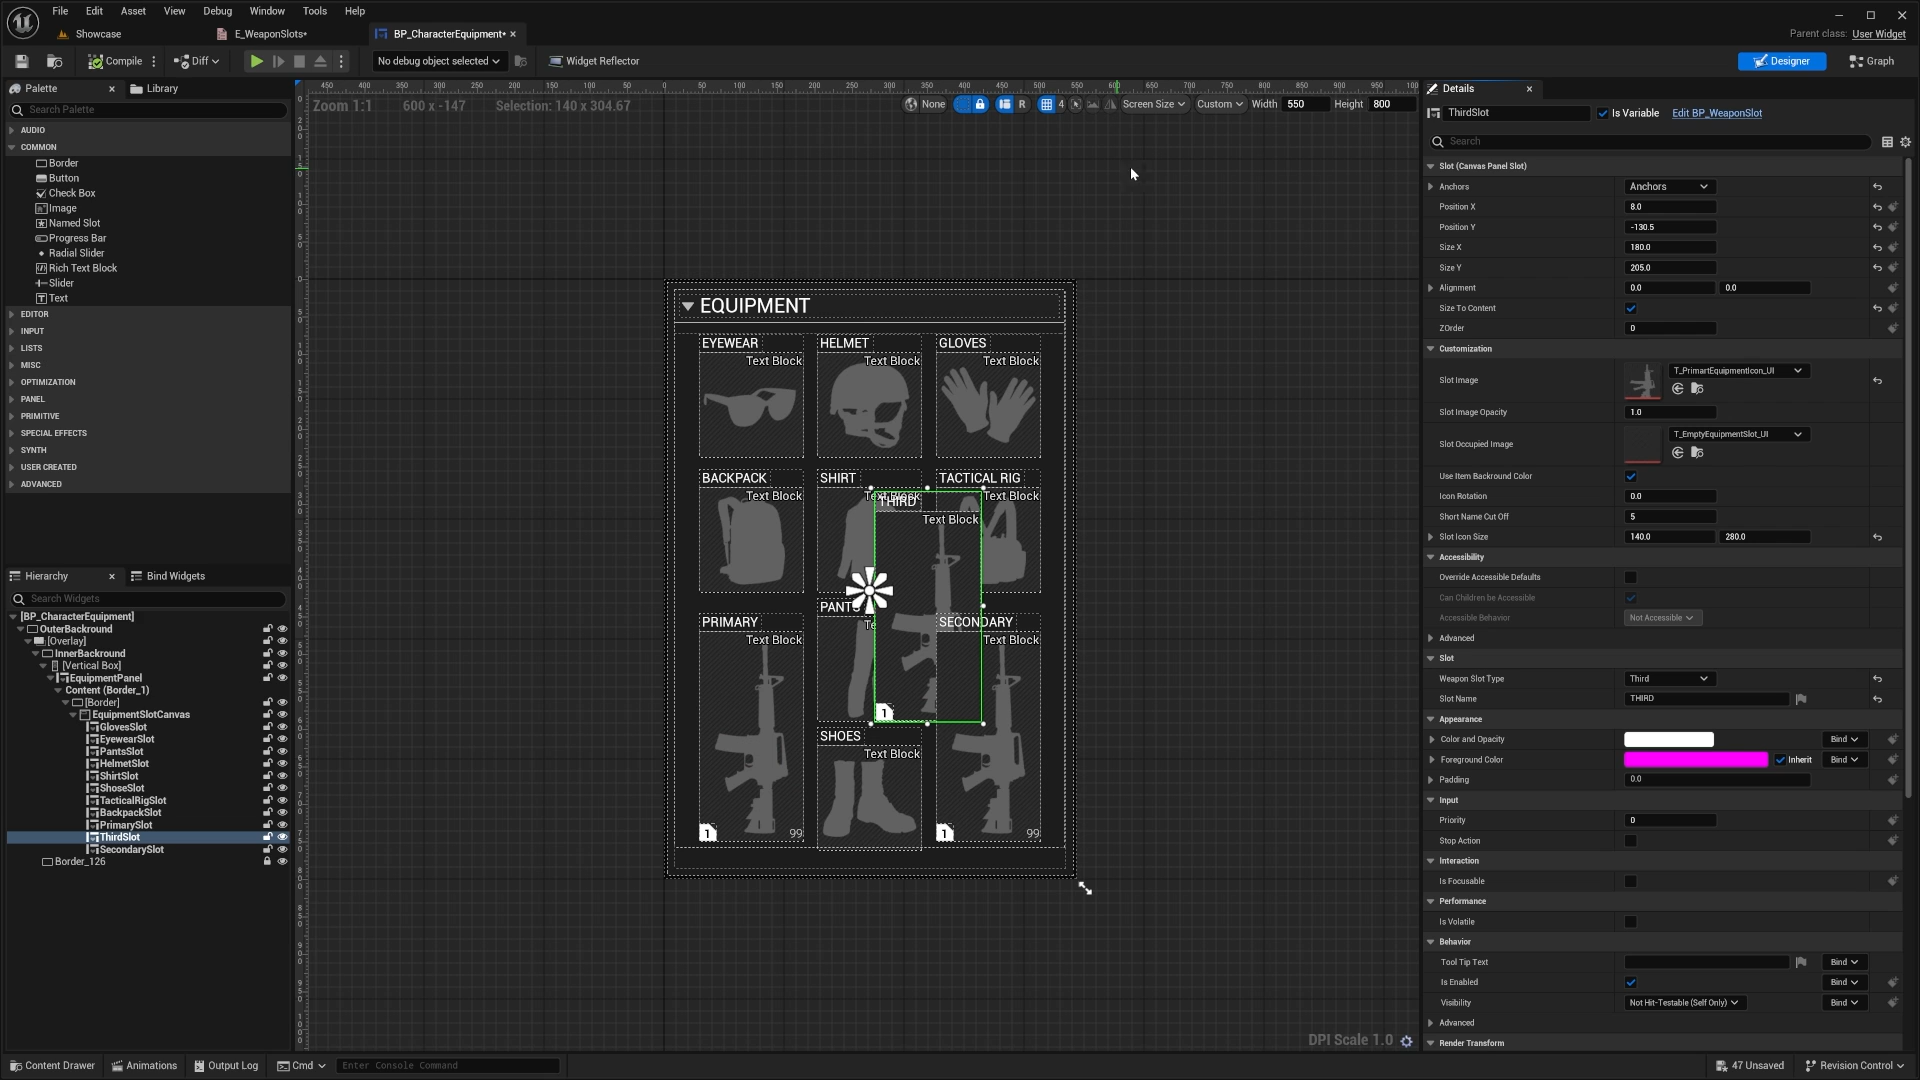 File Edit Asset View Debug Window Tools Help
Showcase E_WeaponSlots* BP_CharacterEquipment*
Parent class: User Widget
Compile Diff No debug object selected Widget Reflector Designer Graph
Palette Library
Search Palette
AUDIO
COMMON
Border
Button
Check Box
Image
Named Slot
Progress Bar
Radial Slider
Rich Text Block
Slider
Text
EDITOR
INPUT
LISTS
MISC
OPTIMIZATION
PANEL
PRIMITIVE
SPECIAL EFFECTS
SYNTH
USER CREATED
ADVANCED
Hierarchy Bind Widgets
Search Widgets
[BP_CharacterEquipment]
OuterBackround
[Overlay]
InnerBackround
[Vertical Box]
EquipmentPanel
Content (Border_1)
[Border]
EquipmentSlotCanvas
GlovesSlot
EyewearSlot
PantsSlot
HelmetSlot
ShirtSlot
ShoseSlot
TacticalRigSlot
BackpackSlot
PrimarySlot
ThirdSlot
SecondarySlot
Border_126
Zoom 1:1 600 x -147 Selection: 140 x 304.67
None R 4 Screen Size Custom Width 550 Height 800
EQUIPMENT
EYEWEAR HELMET GLOVES
Text Block Text Block Text Block
BACKPACK SHIRT TACTICAL RIG
Text Block Text Block Text Block
THIRD
Text Block
PANTS
PRIMARY SECONDARY
Text Block Te Text Block
1
SHOES
Text Block
1 99 1 99
DPI Scale 1.0
Details
ThirdSlot Is Variable Edit BP_WeaponSlot
Search
Slot (Canvas Panel Slot)
Anchors Anchors
Position X 8.0
Position Y -130.5
Size X 180.0
Size Y 205.0
Alignment 0.0 0.0
Size To Content
ZOrder 0
Customization
Slot Image T_PrimartEquipmentIcon_UI
Slot Image Opacity 1.0
Slot Occupied Image T_EmptyEquipmentSlot_UI
Use Item Background Color
Icon Rotation 0.0
Short Name Cut Off 5
Slot Icon Size 140.0 280.0
Accessibility
Override Accessible Defaults
Can Children be Accessible
Accessible Behavior Not Accessible
Advanced
Slot
Weapon Slot Type Third
Slot Name THIRD
Appearance
Color and Opacity Bind
Foreground Color Inherit Bind
Padding 0.0
Input
Priority 0
Stop Action
Interaction
Is Focusable
Performance
Is Volatile
Behavior
Tool Tip Text Bind
Is Enabled Bind
Visibility Not Hit-Testable (Self Only) Bind
Advanced
Render Transform
Content Drawer Animations Output Log Cmd Enter Console Command 47 Unsaved Revision Control